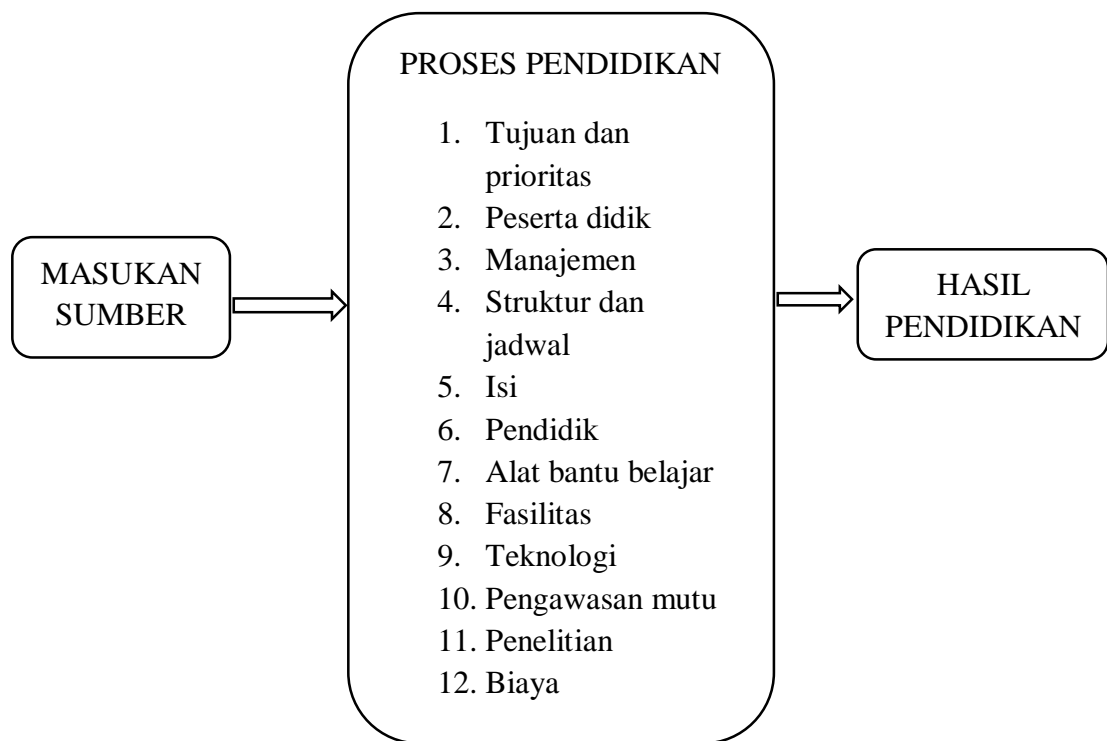 MASUKAN
SUMBER
PROSES PENDIDIKAN
1. Tujuan dan
prioritas
2. Peserta didik
3. Manajemen
4. Struktur dan
jadwal
5. Isi
6. Pendidik
7. Alat bantu belajar
8. Fasilitas
9. Teknologi
10. Pengawasan mutu
11. Penelitian
12. Biaya
HASIL
PENDIDIKAN